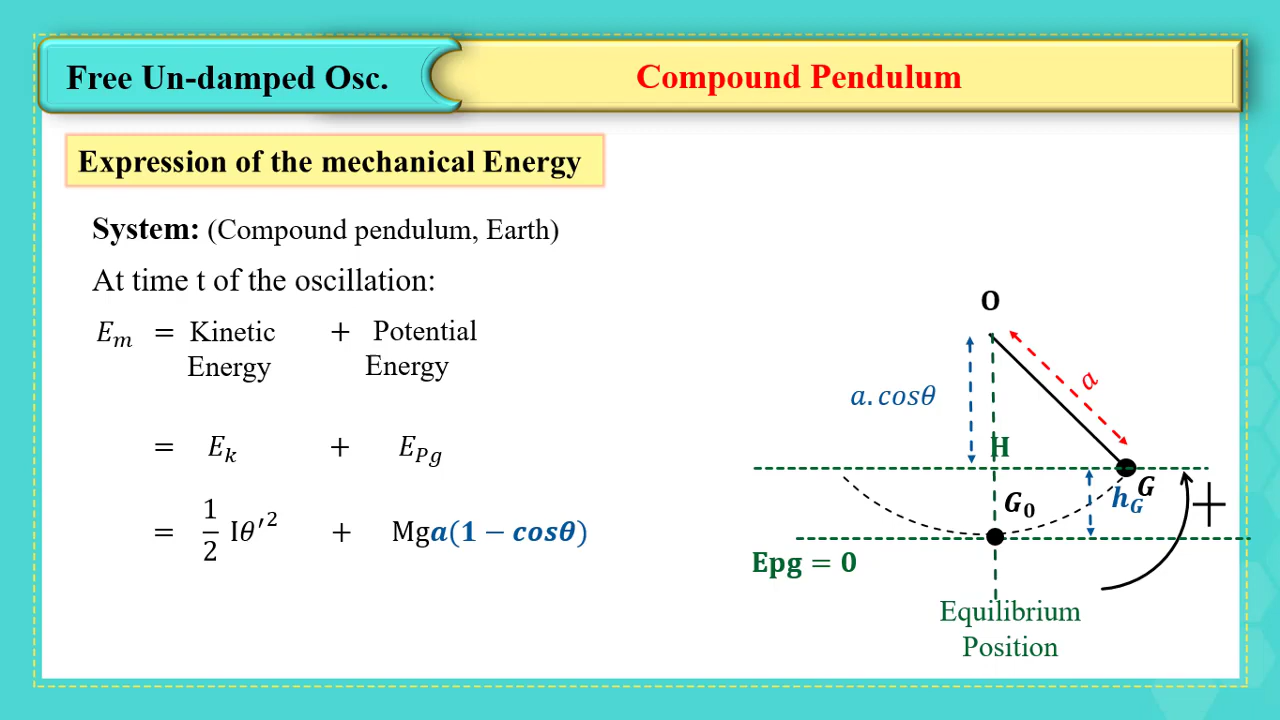 Free Un-damped Osc.
Compound Pendulum
Expression of the mechanical Energy
System: (Compound pendulum, Earth)
At time t of the oscillation:
E_m = Kinetic + Potential
Energy Energy
= E_k + E_Pg
= 1/2 Iθ′² + Mga(1 − cosθ)
O
a
a.cosθ
H
G
h_G
G₀
+
Epg = 0
Equilibrium
Position